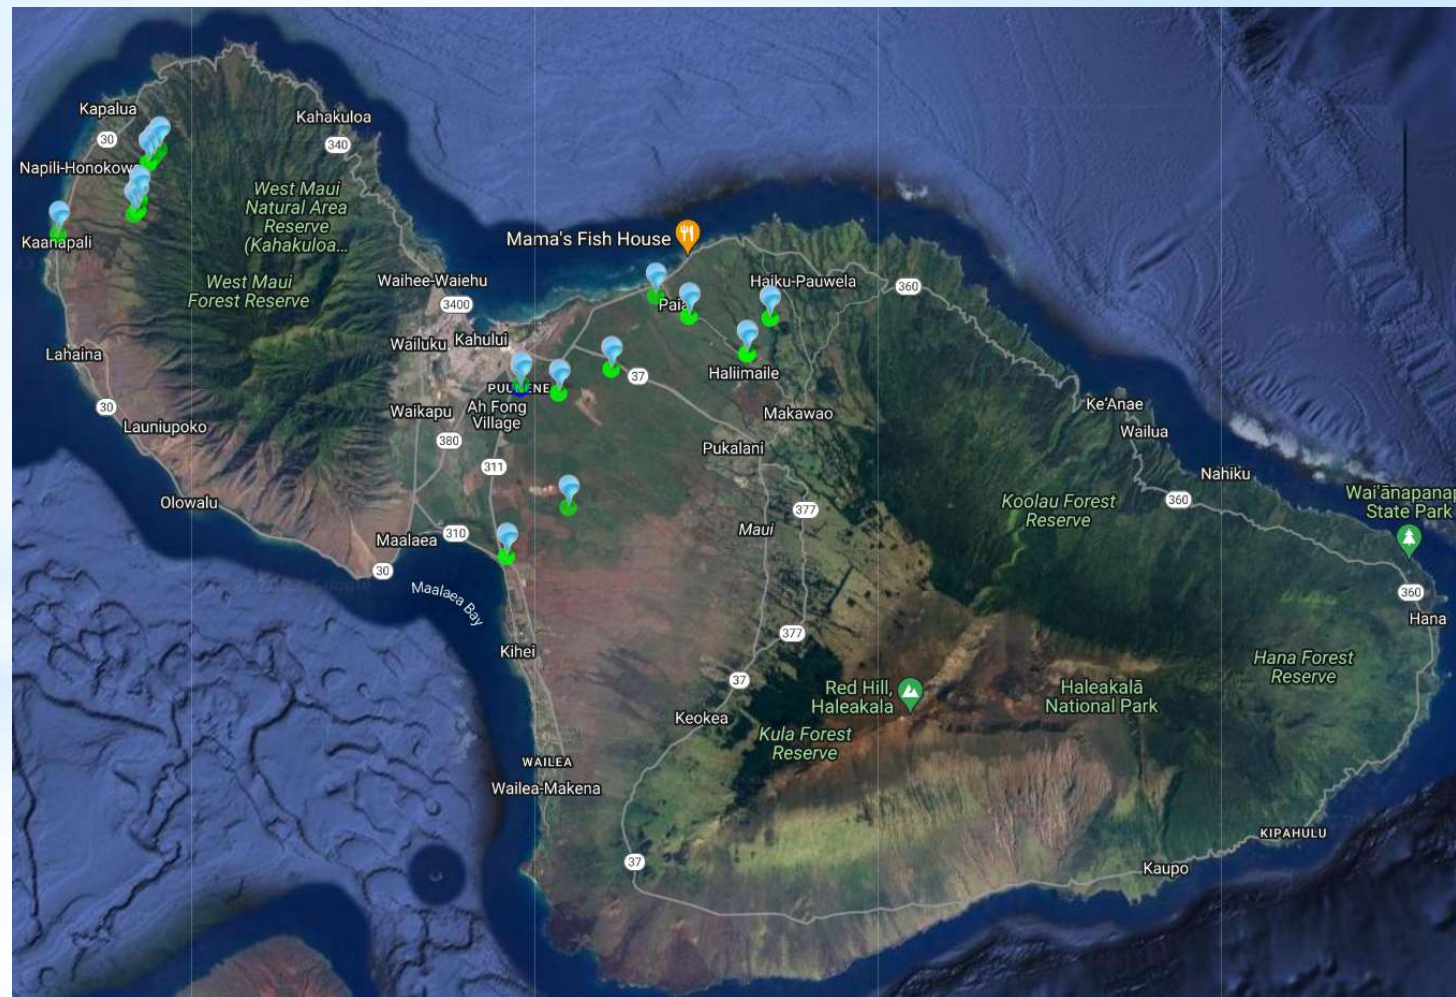 Kapalua
30
Kahakuloa
340
Napili-Honokowa
West Maui
Natural Area
Reserve
(Kahakuloa...
Kaanapali
West Maui
Forest Reserve
Waihee-Waiehu
3400
Wailuku
Kahului
Lahaina
Mama's Fish House
Paia
Haiku-Pauwela
360
Haliimaile
37
Makawao
PUUNENE
Ah Fong
Village
Waikapu
30
Launiupoko
380
311
Pukalani
Ke'Anae
Wailua
Nahiku
360
Olowalu
Koolau Forest
Reserve
Wai'ānapanap
State Park
377
Maui
Maalaea
310
30
Maalaea Bay
360
Hana
Kihei
377
Hana Forest
Reserve
37
Red Hill,
Haleakala
Haleakalā
National Park
Keokea
Kula Forest
Reserve
WAILEA
Wailea-Makena
KIPAHULU
37
Kaupo